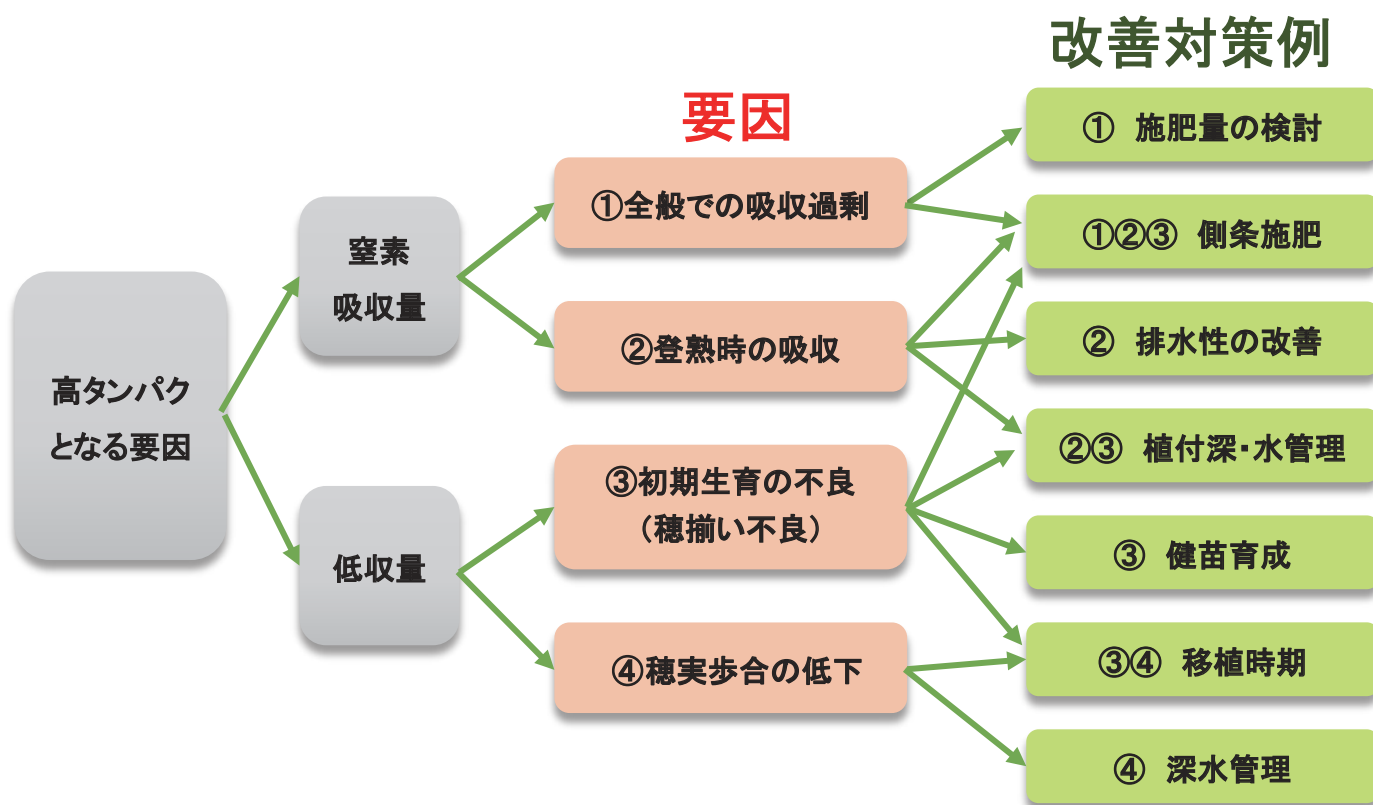 改善対策例
要因
高タンパク
となる要因
窒素
吸収量
低収量
①全般での吸収過剰
②登熟時の吸収
③初期生育の不良
（穂揃い不良）
④穂実歩合の低下
① 施肥量の検討
①②③ 側条施肥
② 排水性の改善
②③ 植付深・水管理
③ 健苗育成
③④ 移植時期
④ 深水管理